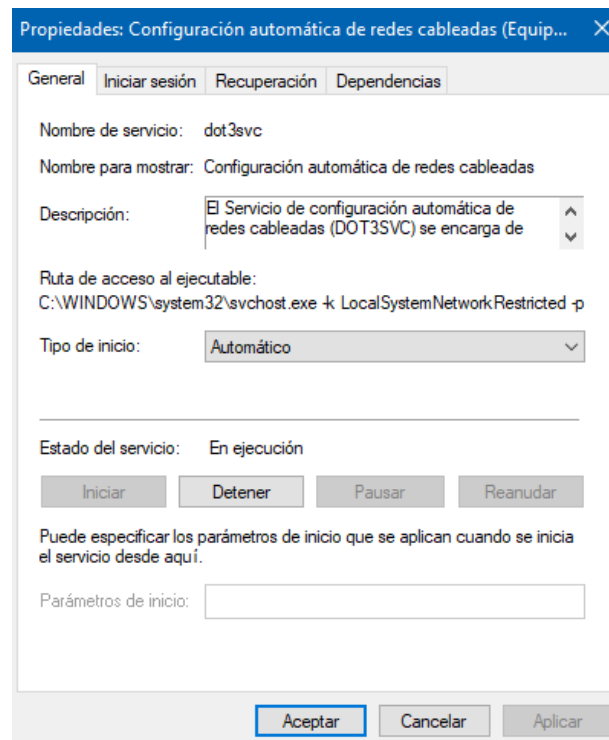 Propiedades: Configuración automática de redes cableadas (Equip...
General Iniciar sesión Recuperación Dependencias
Nombre de servicio: dot3svc
Nombre para mostrar: Configuración automática de redes cableadas
Descripción: El Servicio de configuración automática de
redes cableadas (DOT3SVC) se encarga de
Ruta de acceso al ejecutable:
C:\WINDOWS\system32\svchost.exe -k LocalSystemNetworkRestricted -p
Tipo de inicio: Automático
Estado del servicio: En ejecución
Iniciar Detener Pausar Reanudar
Puede especificar los parámetros de inicio que se aplican cuando se inicia
el servicio desde aquí.
Parámetros de inicio:
Aceptar Cancelar Aplicar